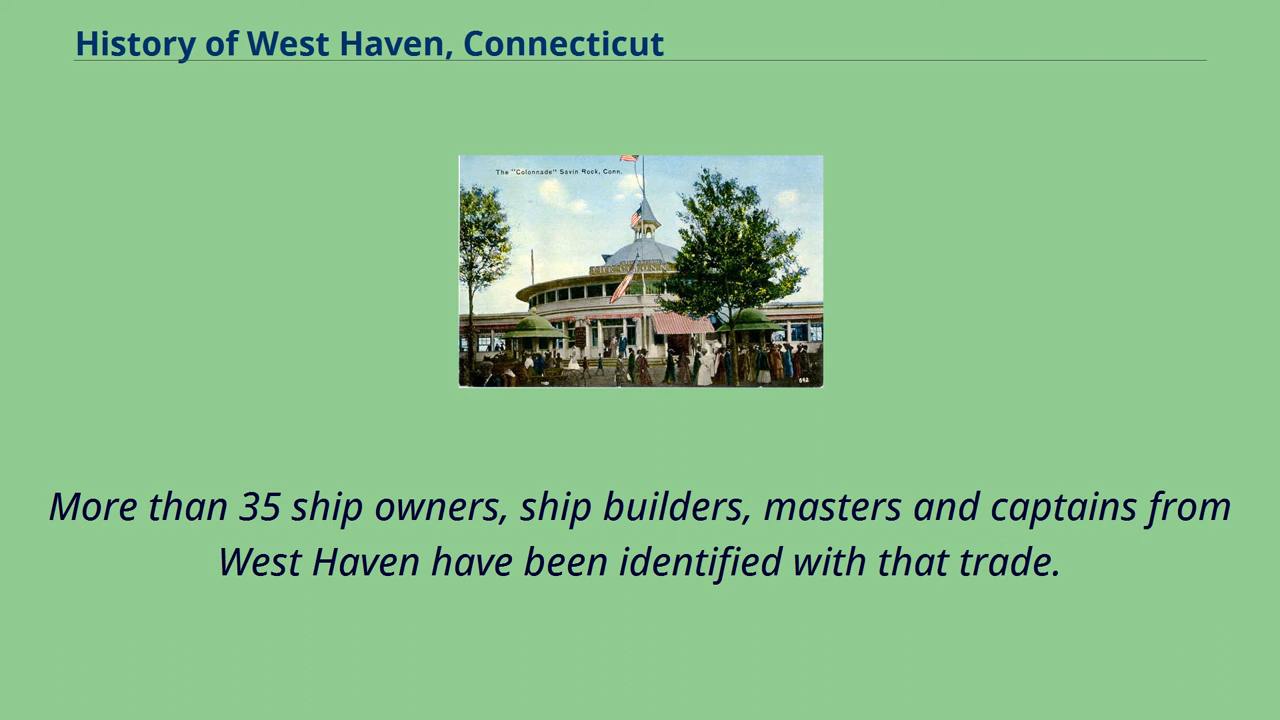 History of West Haven, Connecticut
The "Colonnade" Savin Rock, Conn.
More than 35 ship owners, ship builders, masters and captains from
West Haven have been identified with that trade.